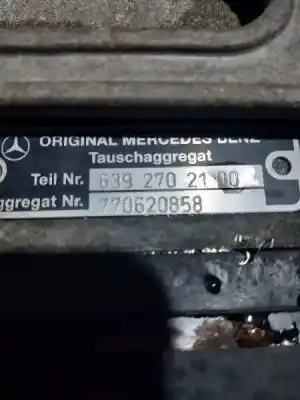 ORIGINAL MERCEDES BENZ
Tauschaggregat
Teil Nr. 639 270 21 00
ggregat Nr. 770620858